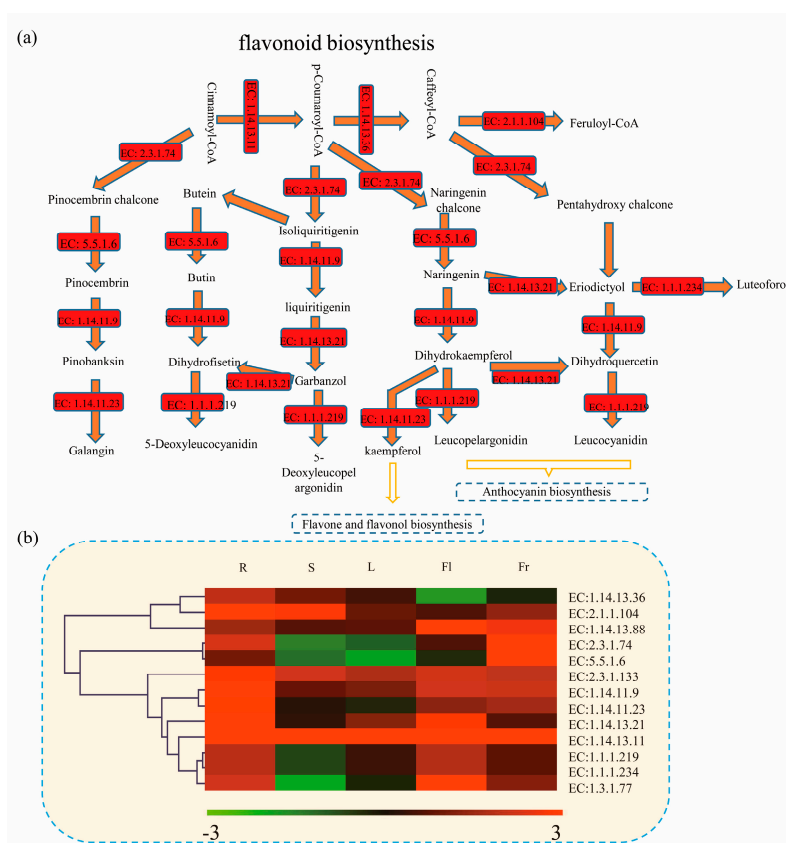 (a)
flavonoid biosynthesis
Cinnamoyl-CoA
EC: 1.14.13.11
p-Coumaroyl-CoA
EC: 1.14.13.36
Caffeoyl-CoA
EC: 2.1.1.104
Feruloyl-CoA
EC: 2.3.1.74
EC: 2.3.1.74
EC: 2.3.1.74
EC: 2.3.1.74
Pinocembrin chalcone
Butein
Naringenin
chalcone
Pentahydroxy chalcone
Isoliquiritigenin
EC: 5.5.1.6
EC: 5.5.1.6
EC: 1.14.11.9
EC: 5.5.1.6
Pinocembrin
Butin
Naringenin
EC: 1.14.13.21
Eriodictyol
EC: 1.1.1.234
Luteoforo
liquiritigenin
EC: 1.14.11.9
EC: 1.14.11.9
EC: 1.14.13.21
EC: 1.14.11.9
EC: 1.14.11.9
Pinobanksin
Dihydrofisetin
EC: 1.14.13.21
Garbanzol
Dihydrokaempferol
EC: 1.14.13.21
Dihydroquercetin
EC: 1.14.11.23
EC: 1.1.1.219
EC: 1.1.1.219
EC: 1.14.11.23
EC: 1.1.1.219
EC: 1.1.1.219
Galangin
5-Deoxyleucocyanidin
5-
Deoxyleucopel
argonidin
kaempferol
Leucopelargonidin
Leucocyanidin
Anthocyanin biosynthesis
Flavone and flavonol biosynthesis
(b)
R S L Fl Fr
EC:1.14.13.36
EC:2.1.1.104
EC:1.14.13.88
EC:2.3.1.74
EC:5.5.1.6
EC:2.3.1.133
EC:1.14.11.9
EC:1.14.11.23
EC:1.14.13.21
EC:1.14.13.11
EC:1.1.1.219
EC:1.1.1.234
EC:1.3.1.77
-3 3